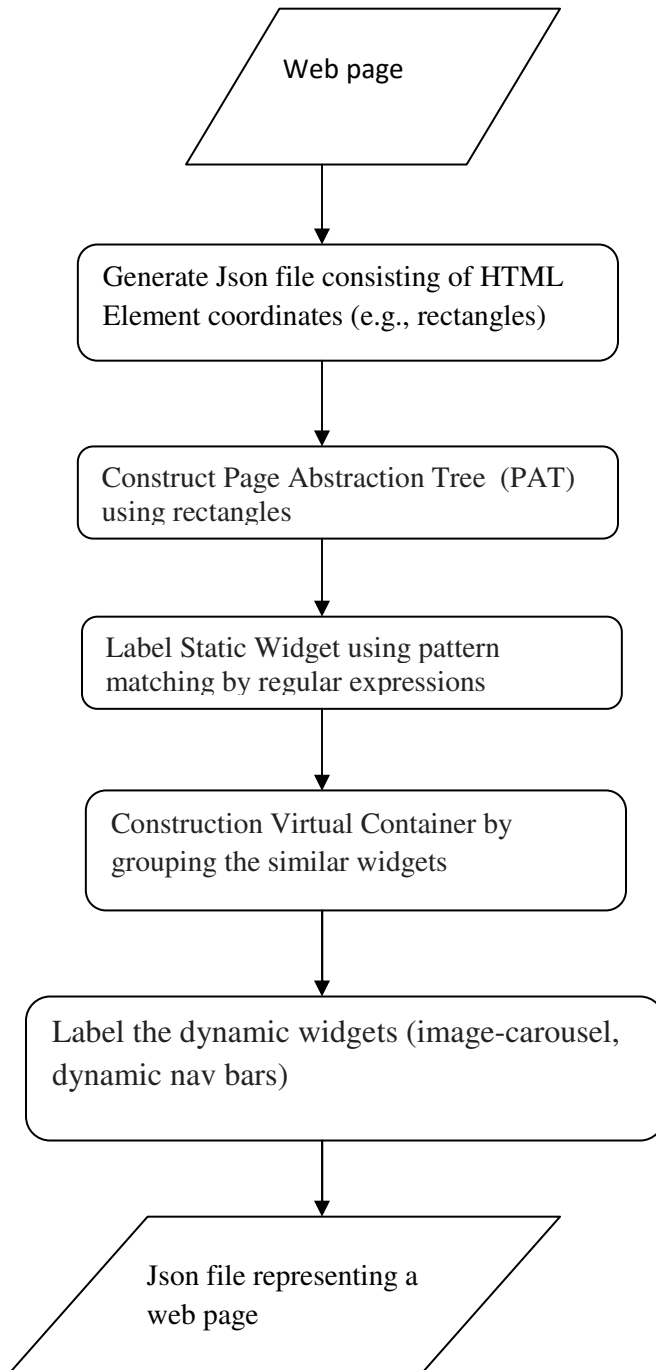 Web page
Generate Json file consisting of HTML
Element coordinates (e.g., rectangles)
Construct Page Abstraction Tree (PAT)
using rectangles
Label Static Widget using pattern
matching by regular expressions
Construction Virtual Container by
grouping the similar widgets
Label the dynamic widgets (image-carousel,
dynamic nav bars)
Json file representing a
web page